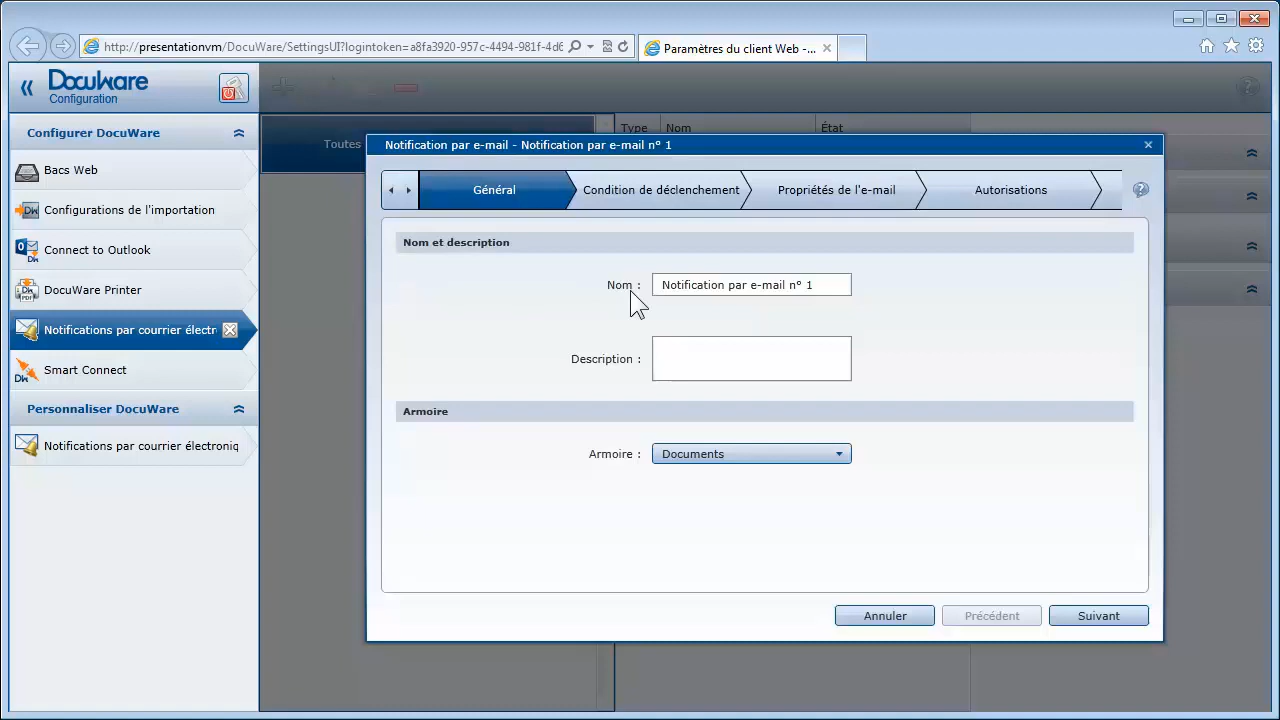 http://presentationvm/DocuWare/SettingsUI?logintoken=a8fa3920-957c-4494-981f-4d6
Paramètres du client Web -...
DocuWare
Configuration
Configurer DocuWare
Bacs Web
Configurations de l'importation
Connect to Outlook
DocuWare Printer
Notifications par courrier électr
Smart Connect
Personnaliser DocuWare
Notifications par courrier électroniq
Toutes
Type
Nom
État
Notification par e-mail - Notification par e-mail n° 1
Général
Condition de déclenchement
Propriétés de l'e-mail
Autorisations
Nom et description
Nom :
Notification par e-mail n° 1
Description :
Armoire
Armoire :
Documents
Annuler
Précédent
Suivant